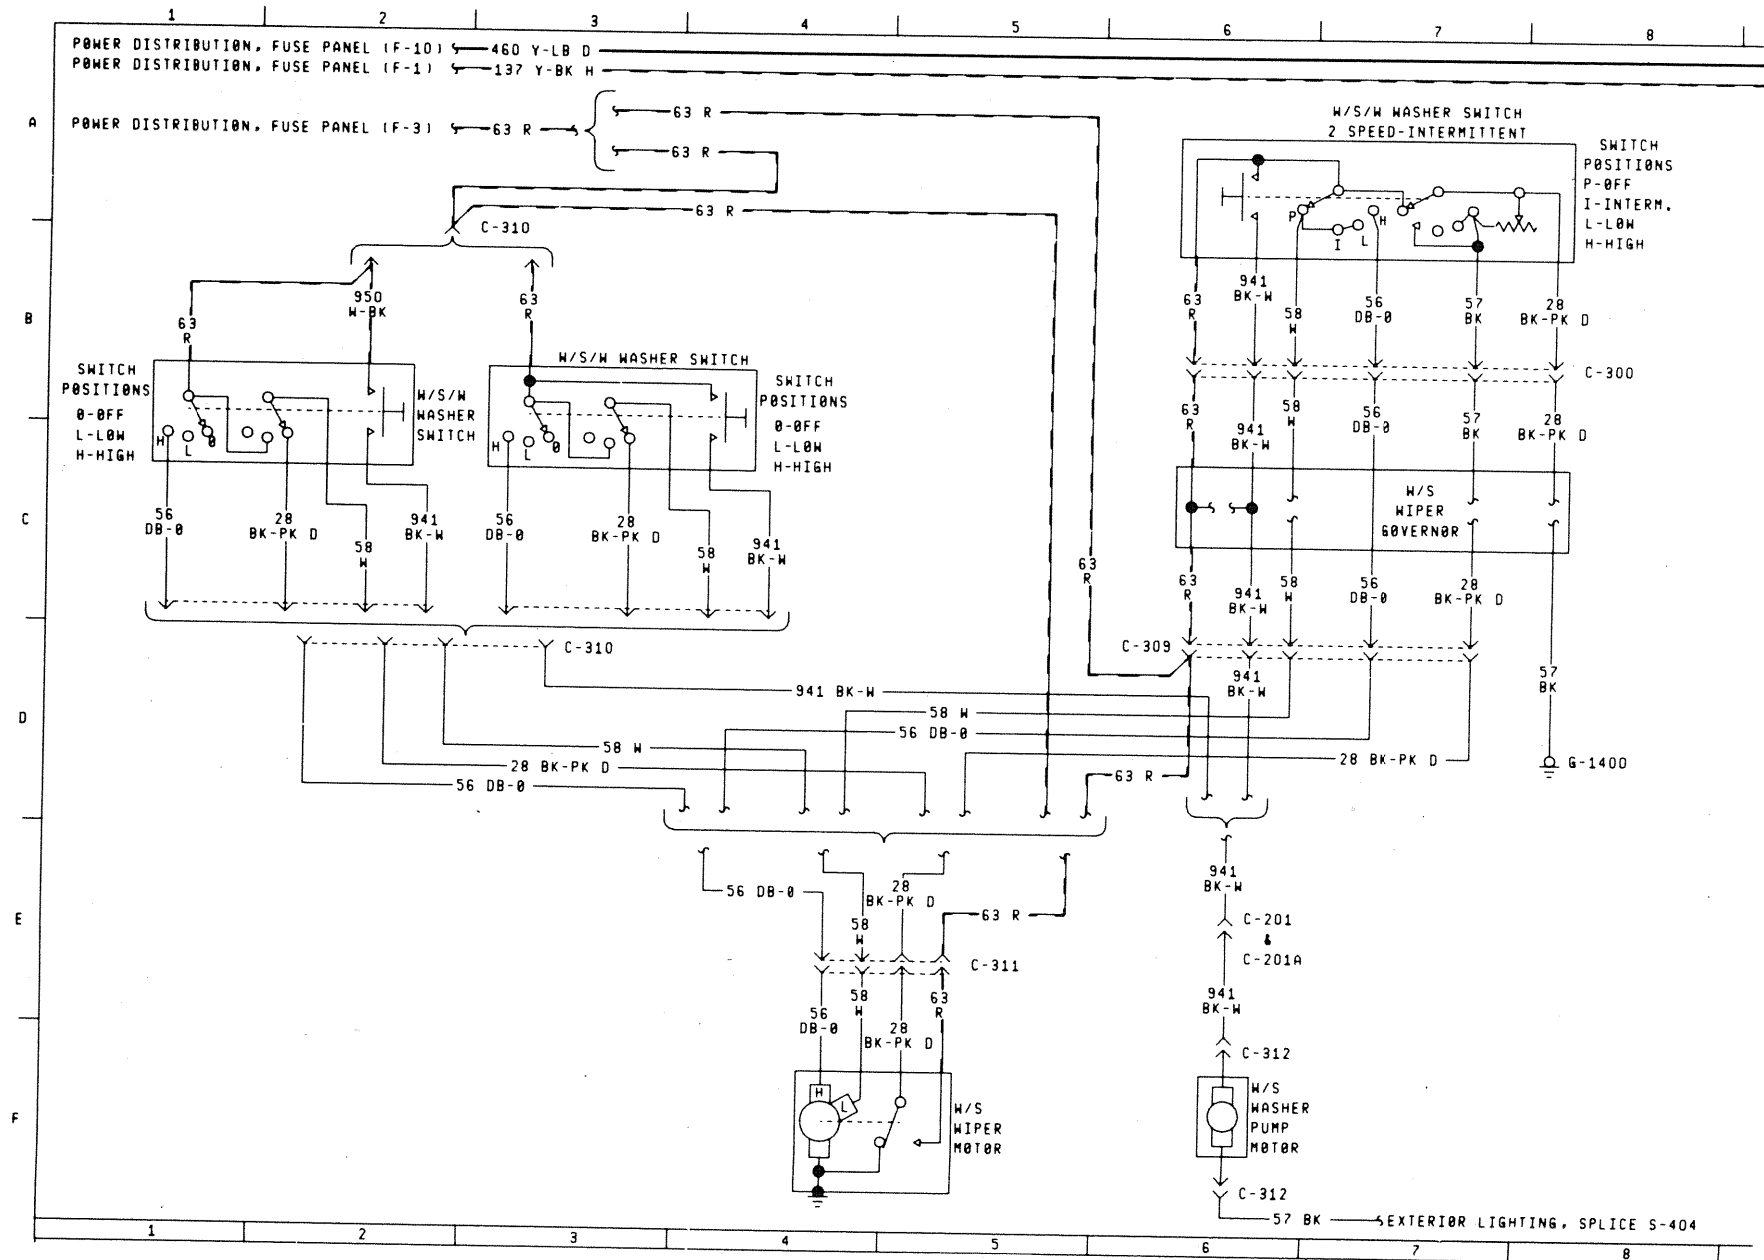 1 2 3 4 5 6 7 8
POWER DISTRIBUTION, FUSE PANEL (F-10) 460 Y-LB D
POWER DISTRIBUTION, FUSE PANEL (F-1) 137 Y-BK H
A
POWER DISTRIBUTION, FUSE PANEL (F-3) 63 R
63 R
63 R
63 R
C-310
W/S/W WASHER SWITCH
2 SPEED-INTERMITTENT
SWITCH
POSITIONS
P-OFF
I-INTERM.
L-LOW
H-HIGH
P
I
L
H
B
63
R
950
W-BK
63
R
63
R
941
BK-W
58
W
56
DB-O
57
BK
28
BK-PK D
C-300
SWITCH
POSITIONS
O-OFF
L-LOW
H-HIGH
H
L
O
W/S/W
WASHER
SWITCH
W/S/W WASHER SWITCH
H
L
O
SWITCH
POSITIONS
O-OFF
L-LOW
H-HIGH
63
R
941
BK-W
58
W
56
DB-O
57
BK
28
BK-PK D
C
W/S
WIPER
GOVERNOR
56
DB-O
28
BK-PK D
58
W
941
BK-W
56
DB-O
28
BK-PK D
58
W
941
BK-W
63
R
63
R
941
BK-W
58
W
56
DB-O
28
BK-PK D
C-310
C-309
941
BK-W
57
BK
D
941 BK-W
58 W
56 DB-O
58 W
28 BK-PK D
56 DB-O
28 BK-PK D
63 R
G-1400
E
56 DB-O
58
W
28
BK-PK D
63 R
C-311
941
BK-W
C-201
&
C-201A
941
BK-W
56
DB-O
58
W
28
BK-PK D
63
R
C-312
F
H
L
W/S
WIPER
MOTOR
W/S
WASHER
PUMP
MOTOR
C-312
57 BK EXTERIOR LIGHTING, SPLICE S-404
1 2 3 4 5 6 7 8